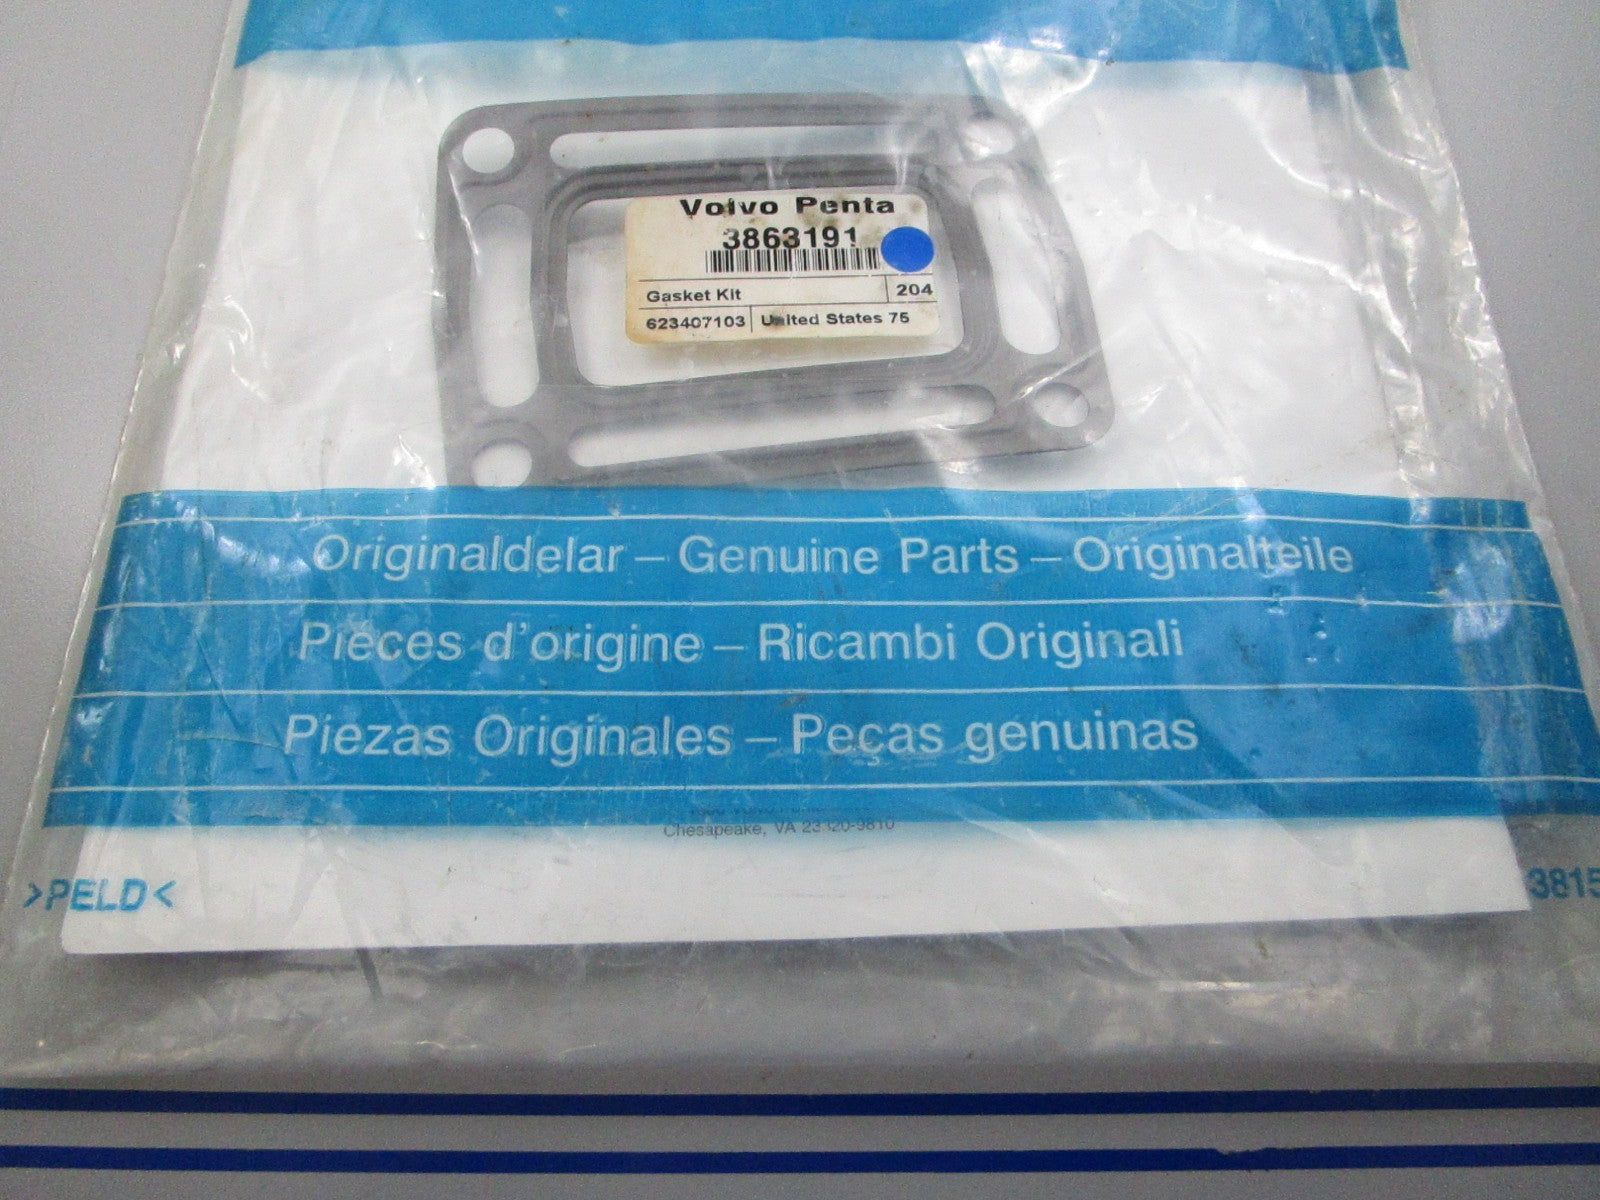 Volvo Penta
3863191
Gasket Kit 204
623407103 United States 75
Originaldelar – Genuine Parts – Originalteile
Pièces d'origine – Ricambi Originali
Piezas Originales – Peças genuinas
Chesapeake, VA
>PELD<
3815